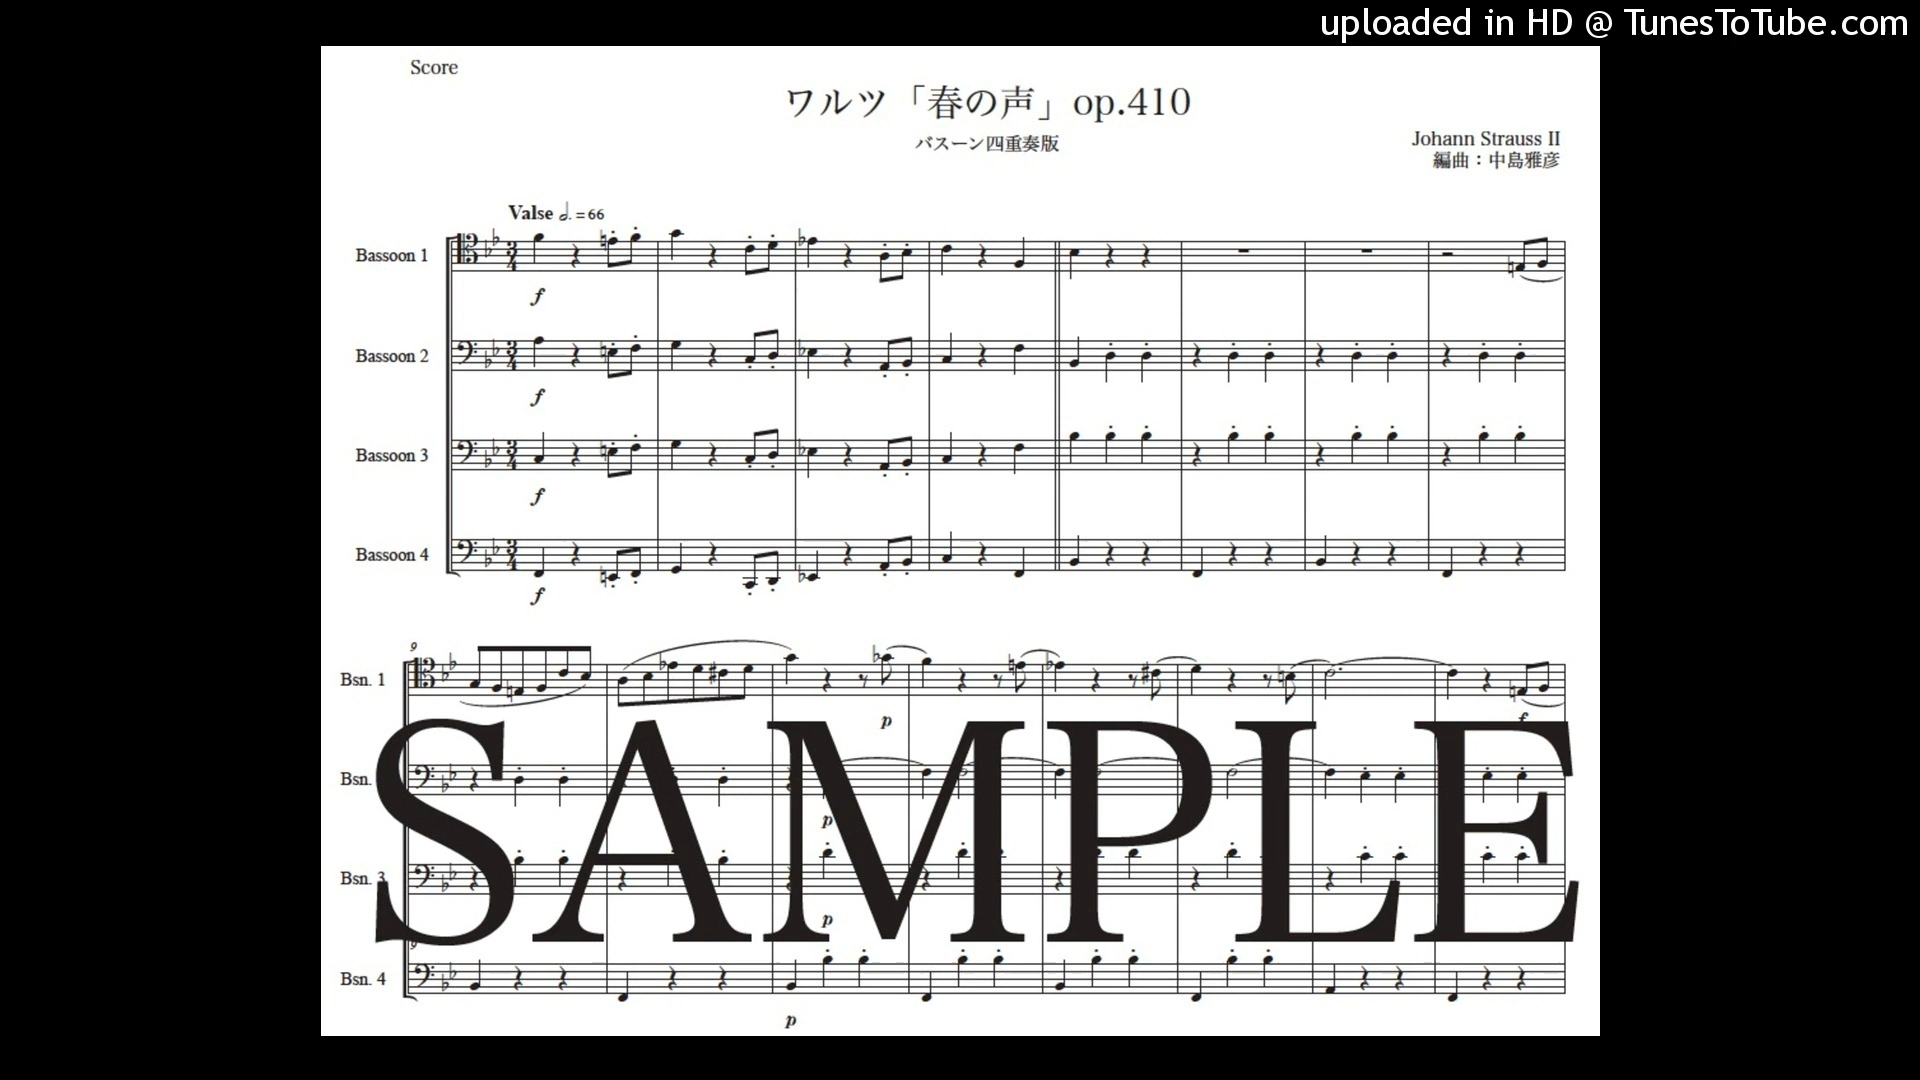 uploaded in HD @ TunesToTube.com
Score
ワルツ「春の声」op.410
バスーン四重奏版
Johann Strauss II
編曲：中島雅彦
Valse 𝅗𝅥. = 66
Bassoon 1
f
Bassoon 2
f
Bassoon 3
f
Bassoon 4
f
9
Bsn. 1
p
f
Bsn.
p
Bsn. 3
p
9
Bsn. 4
p
SAMPLE